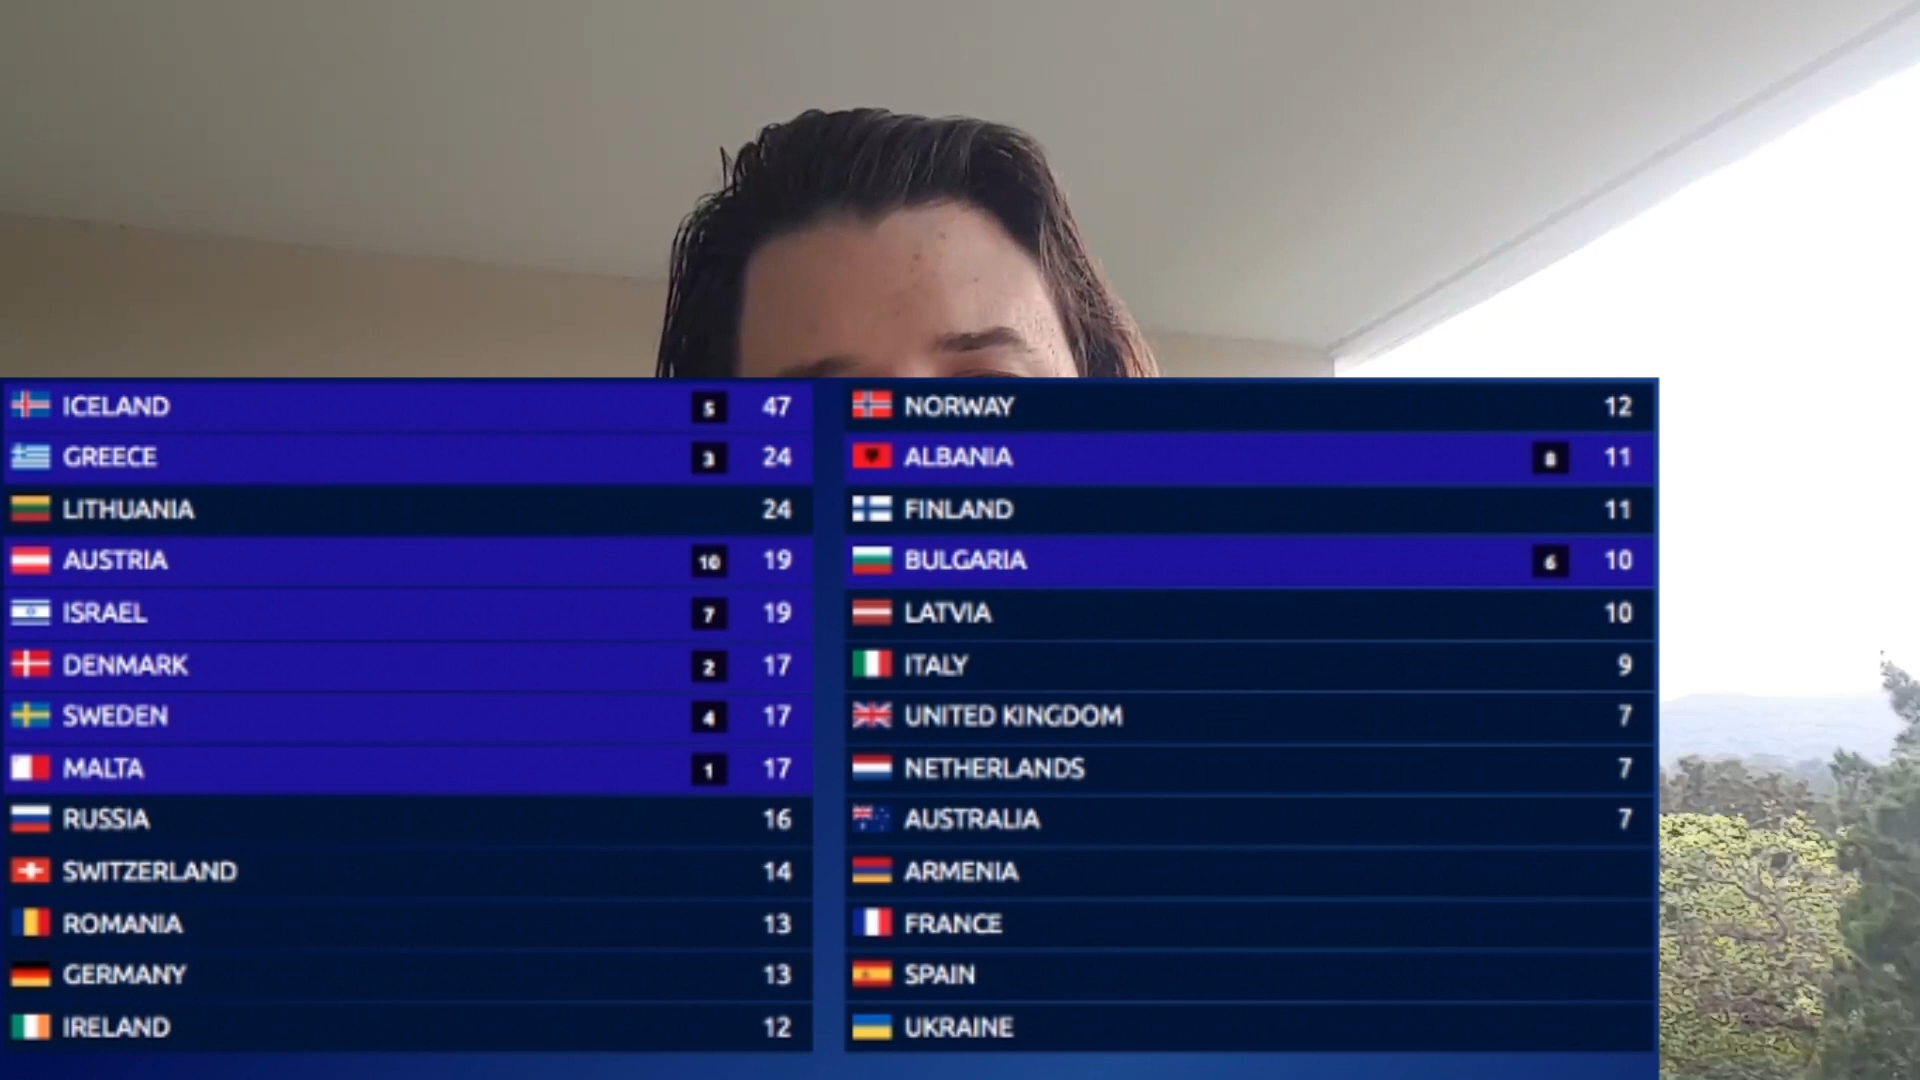 ICELAND 5 47
GREECE 3 24
LITHUANIA 24
AUSTRIA 10 19
ISRAEL 7 19
DENMARK 2 17
SWEDEN 4 17
MALTA 1 17
RUSSIA 16
SWITZERLAND 14
ROMANIA 13
GERMANY 13
IRELAND 12
NORWAY 12
ALBANIA 8 11
FINLAND 11
BULGARIA 6 10
LATVIA 10
ITALY 9
UNITED KINGDOM 7
NETHERLANDS 7
AUSTRALIA 7
ARMENIA
FRANCE
SPAIN
UKRAINE